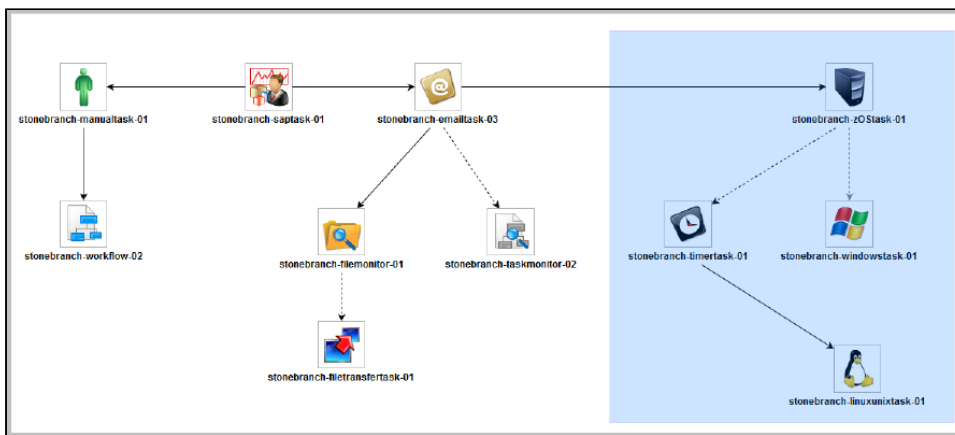 stonebranch-manualtask-01
stonebranch-saptask-01
stonebranch-emailtask-03
stonebranch-zOStask-01
stonebranch-workflow-02
stonebranch-filemonitor-01
stonebranch-taskmonitor-02
stonebranch-timertask-01
stonebranch-windowstask-01
stonebranch-filetransfertask-01
stonebranch-linuxunixtask-01